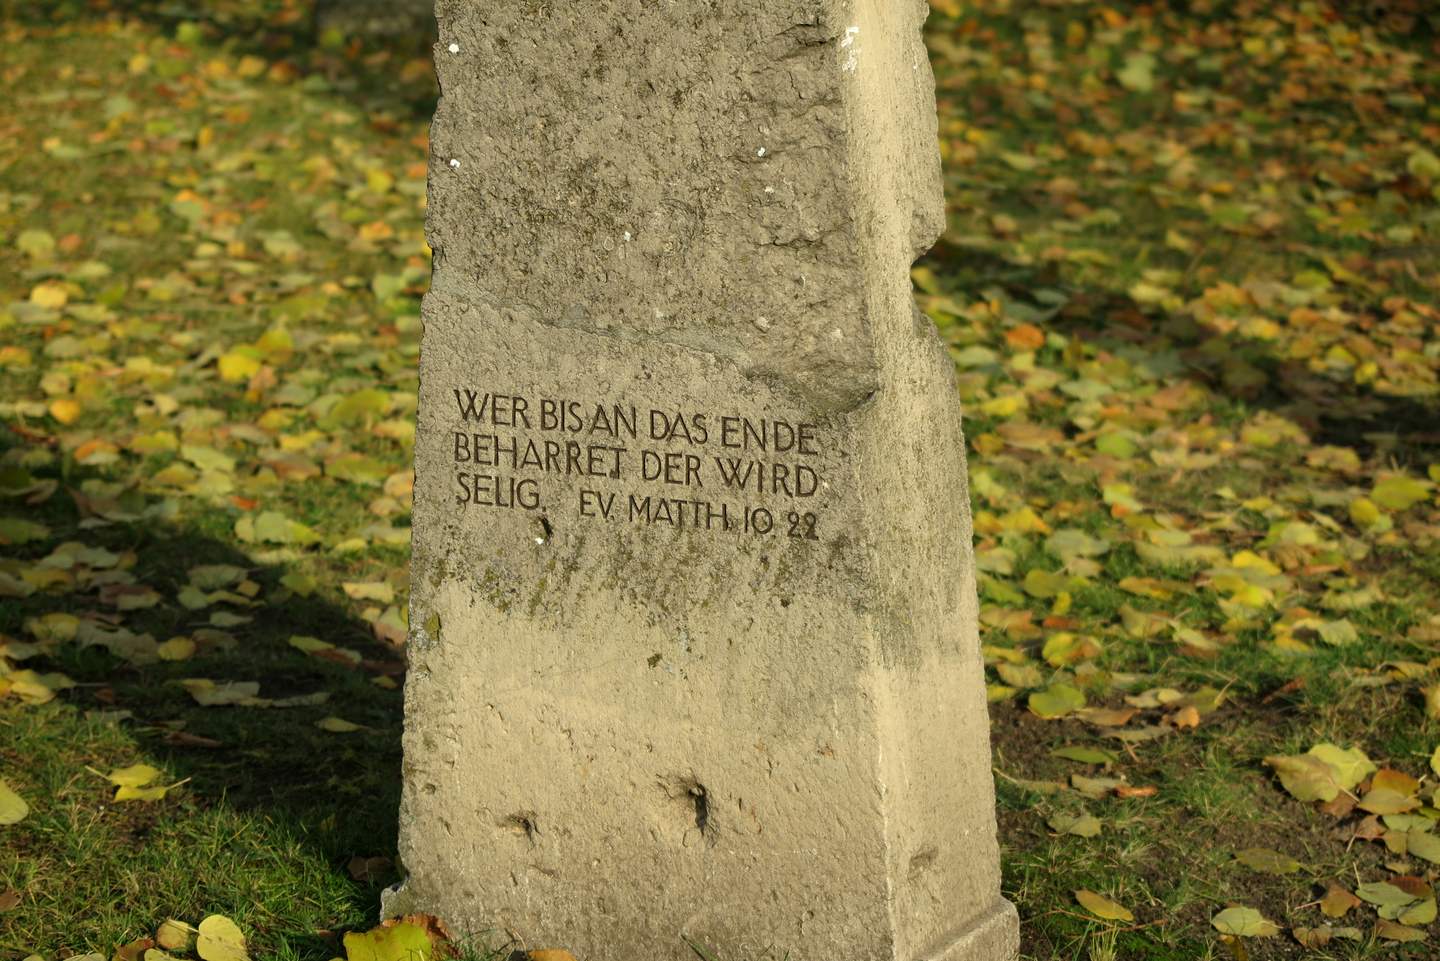 WER BIS AN DAS ENDE
BEHARRET DER WIRD
SELIG. EV. MATTH. 10. 22